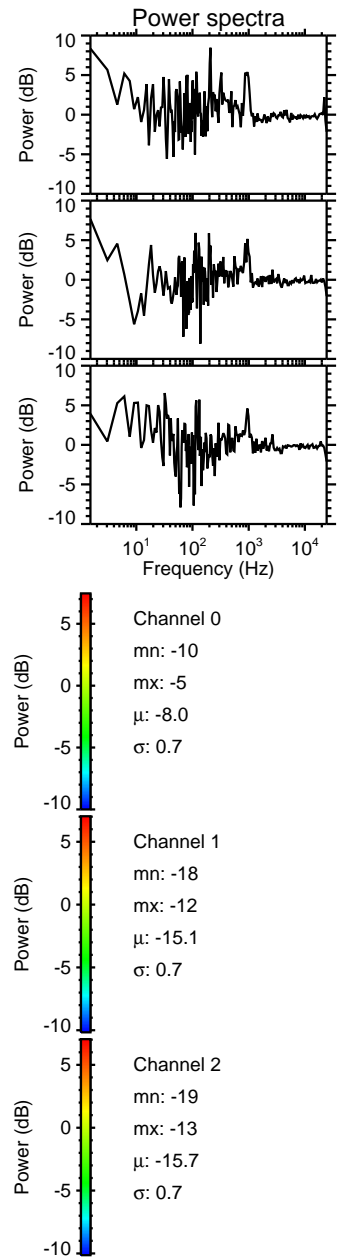 Power spectra
10
5
0
-5
-10
Power (dB)
10
5
0
-5
-10
Power (dB)
10
5
0
-5
-10
Power (dB)
10¹ 10² 10³ 10⁴
Frequency (Hz)
5
0
-5
-10
Power (dB)
Channel 0
mn: -10
mx: -5
μ: -8.0
σ: 0.7
5
0
-5
-10
Power (dB)
Channel 1
mn: -18
mx: -12
μ: -15.1
σ: 0.7
5
0
-5
-10
Power (dB)
Channel 2
mn: -19
mx: -13
μ: -15.7
σ: 0.7